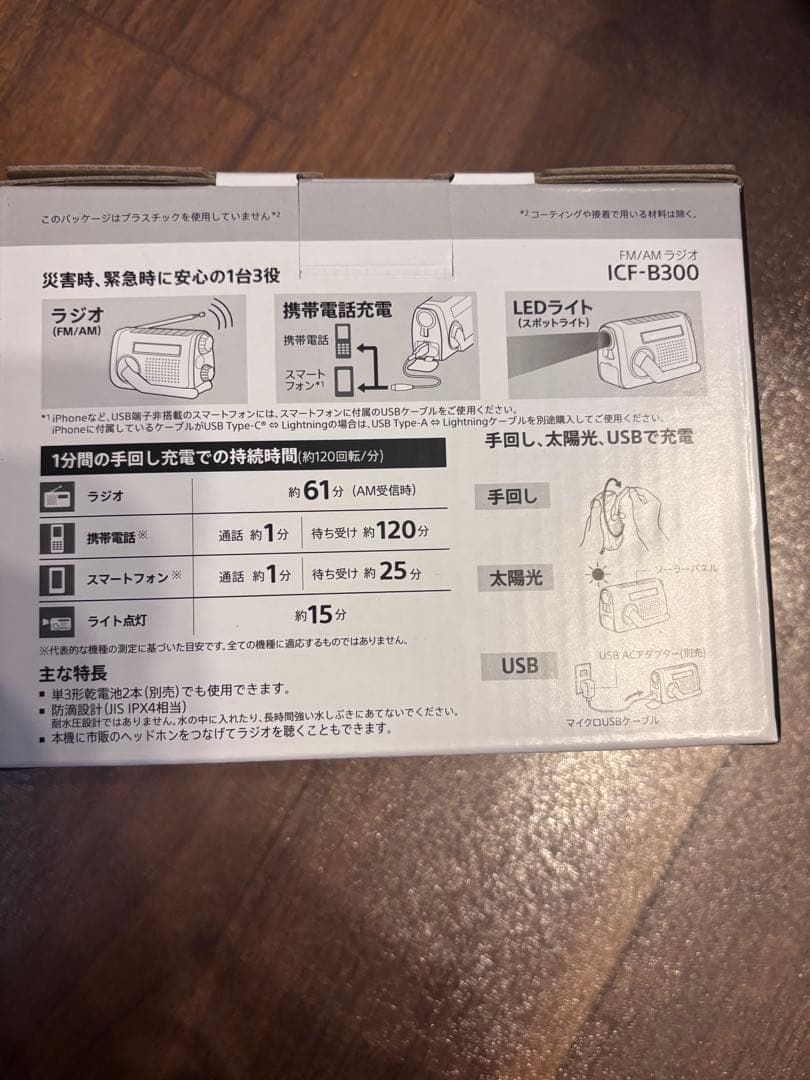 このパッケージはプラスチックを使用していません*2
*2 コーティングや接着で用いる材料は除く。
FM/AM ラジオ
ICF-B300
災害時、緊急時に安心の1台3役
ラジオ
(FM/AM)
携帯電話充電
携帯電話
スマート
フォン*1
LEDライト
(スポットライト)
*1 iPhoneなど、USB端子非搭載のスマートフォンには、スマートフォンに付属のUSBケーブルをご使用ください。
iPhoneに付属しているケーブルがUSB Type-C® ⇔ Lightningの場合は、USB Type-A ⇔ Lightningケーブルを別途購入してご使用ください。
1分間の手回し充電での持続時間(約120回転/分)
ラジオ 約61分 (AM受信時)
携帯電話※ 通話 約1分 待ち受け 約120分
スマートフォン※ 通話 約1分 待ち受け 約25分
ライト点灯 約15分
※代表的な機種の測定に基づいた目安です。全ての機種に適応するものではありません。
主な特長
▪ 単3形乾電池2本(別売)でも使用できます。
▪ 防滴設計(JIS IPX4相当)
耐水圧設計ではありません。水の中に入れたり、長時間強い水しぶきにあてないでください。
▪ 本機に市販のヘッドホンをつなげてラジオを聴くこともできます。
手回し、太陽光、USBで充電
手回し
太陽光
ソーラーパネル
USB
USB ACアダプター(別売)
マイクロUSBケーブル